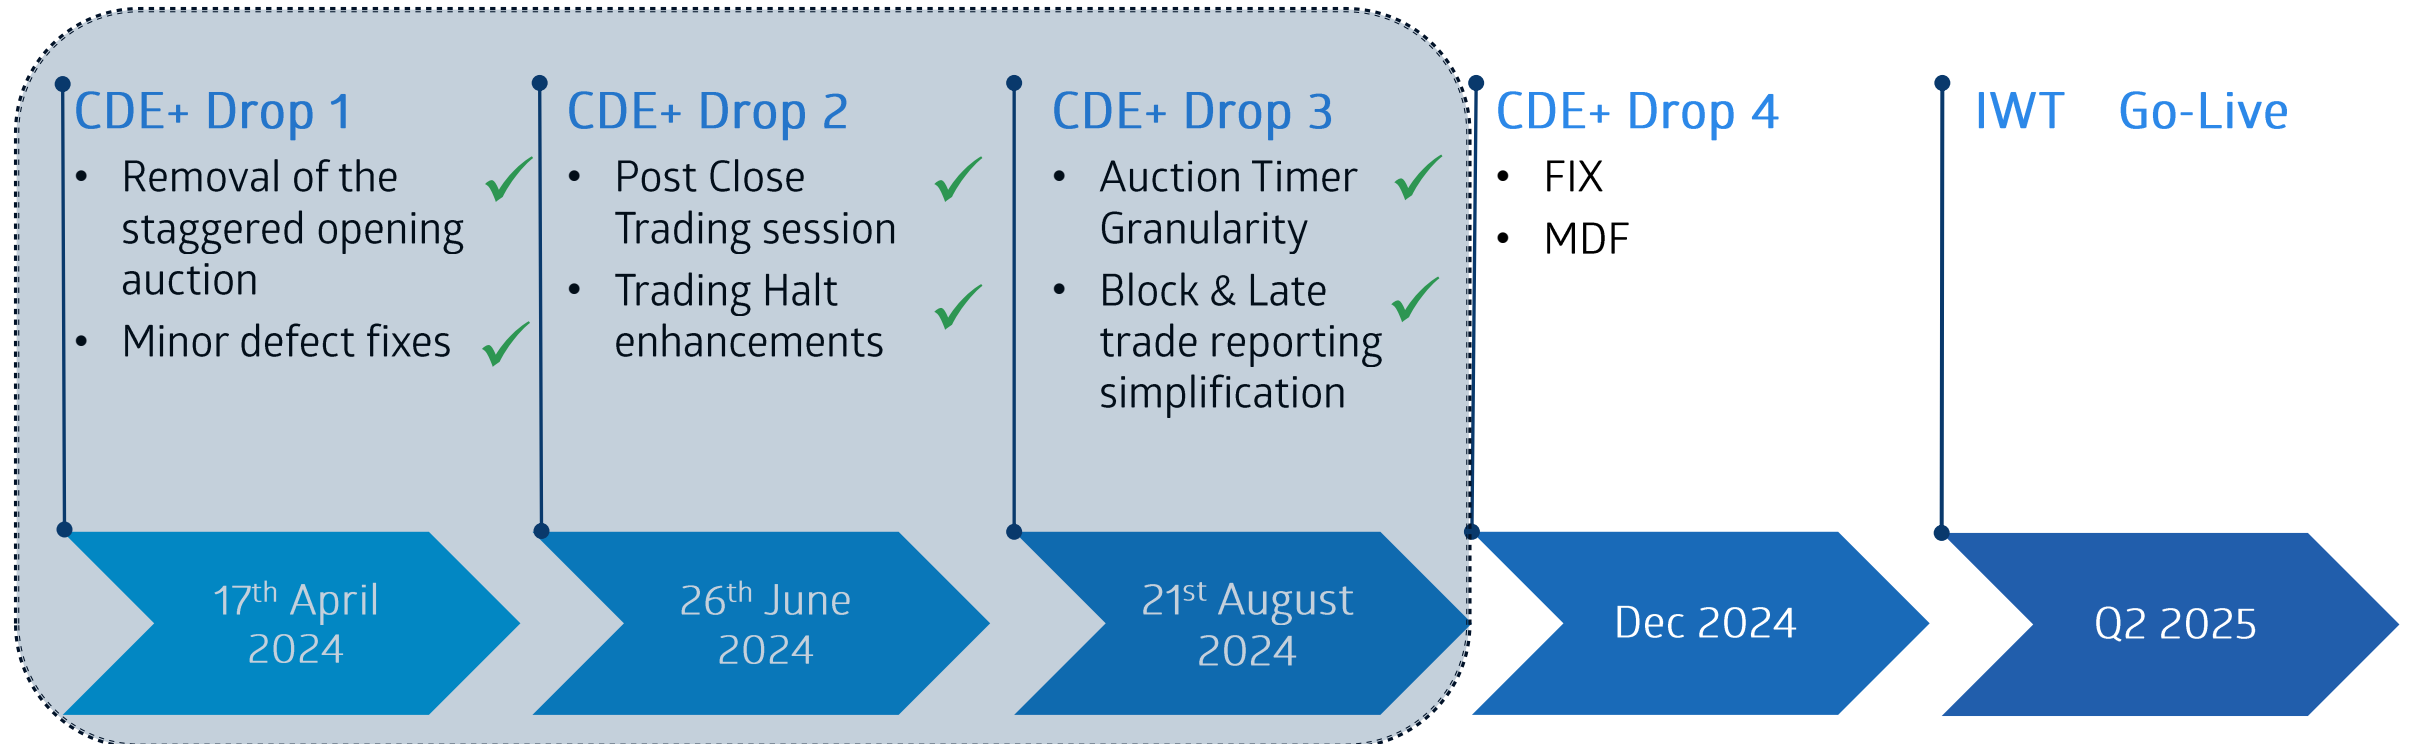 CDE+ Drop 1
• Removal of the
staggered opening
auction
• Minor defect fixes
17th April
2024
CDE+ Drop 2
• Post Close
Trading session
• Trading Halt
enhancements
26th June
2024
CDE+ Drop 3
• Auction Timer
Granularity
• Block & Late
trade reporting
simplification
21st August
2024
CDE+ Drop 4
• FIX
• MDF
Dec 2024
IWT Go-Live
Q2 2025